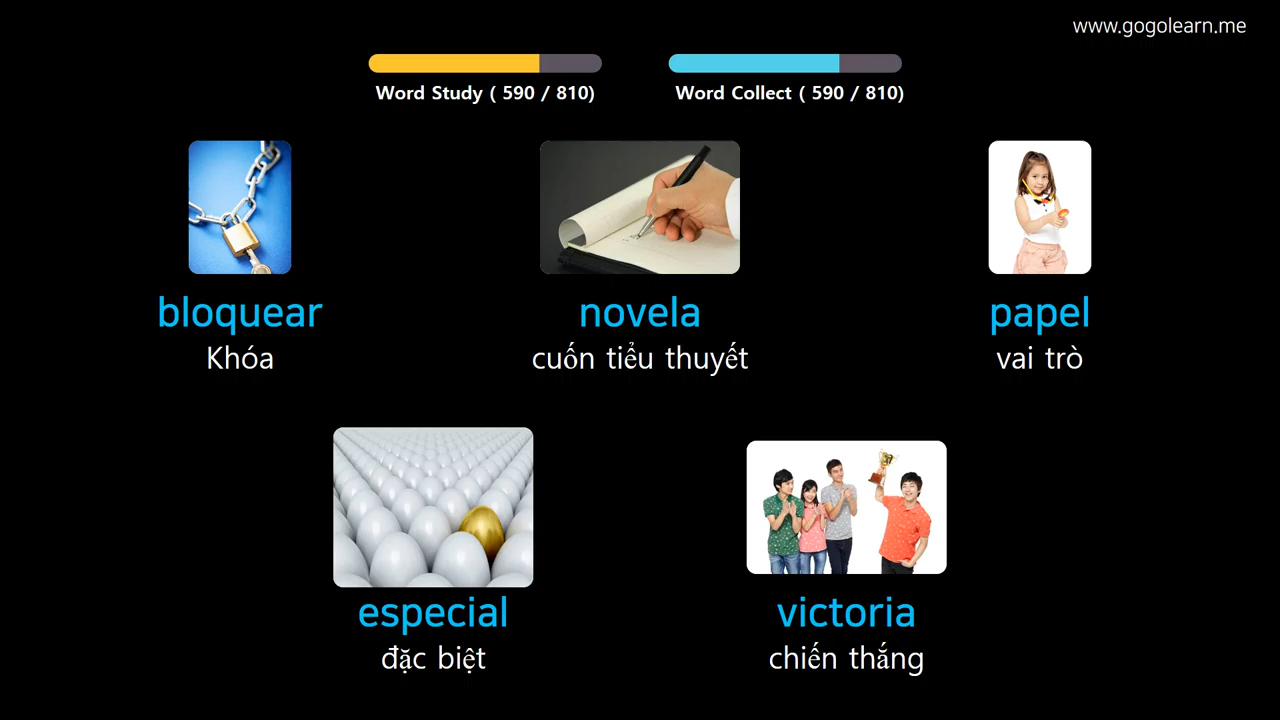 www.gogolearn.me
Word Study ( 590 / 810)
Word Collect ( 590 / 810)
bloquear
Khóa
novela
cuốn tiểu thuyết
papel
vai trò
especial
đặc biệt
victoria
chiến thắng